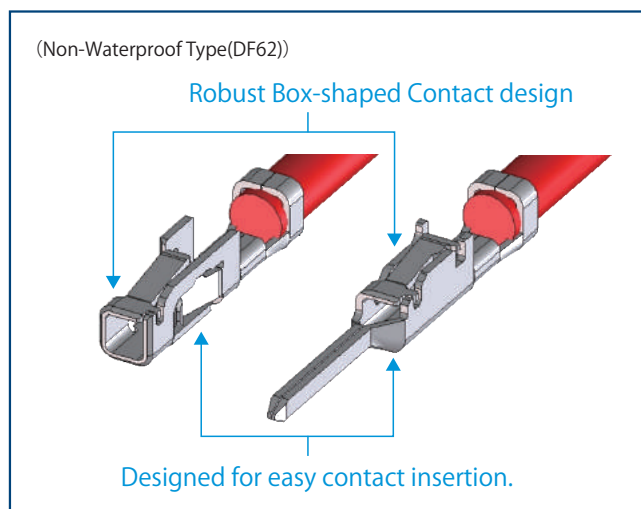 （Non-Waterproof Type(DF62)）
Robust Box-shaped Contact design
Designed for easy contact insertion.